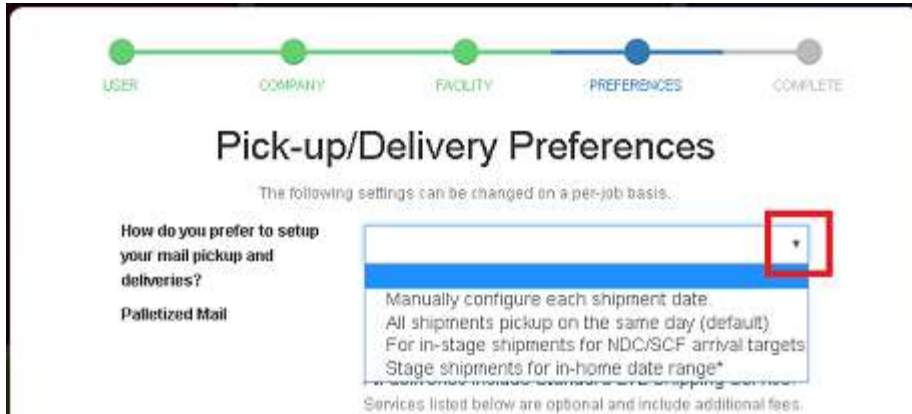 USER COMPANY FACILITY PREFERENCES COMPLETE
Pick-up/Delivery Preferences
The following settings can be changed on a per-job basis.
How do you prefer to setup
your mail pickup and
deliveries?
Manually configure each shipment date
All shipments pickup on the same day (default)
Palletized Mail
For in-stage shipments for NDC/SCF arrival targets
Stage shipments for in-home date range*
Services listed below are optional and include additional fees.